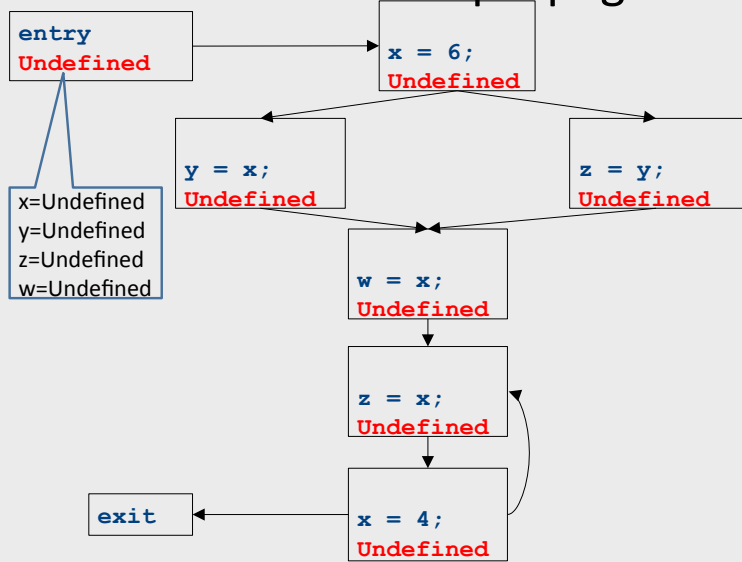 entry
Undefined
x = 6;
Undefined
y = x;
Undefined
z = y;
Undefined
x=Undefined
y=Undefined
z=Undefined
w=Undefined
w = x;
Undefined
z = x;
Undefined
exit
x = 4;
Undefined